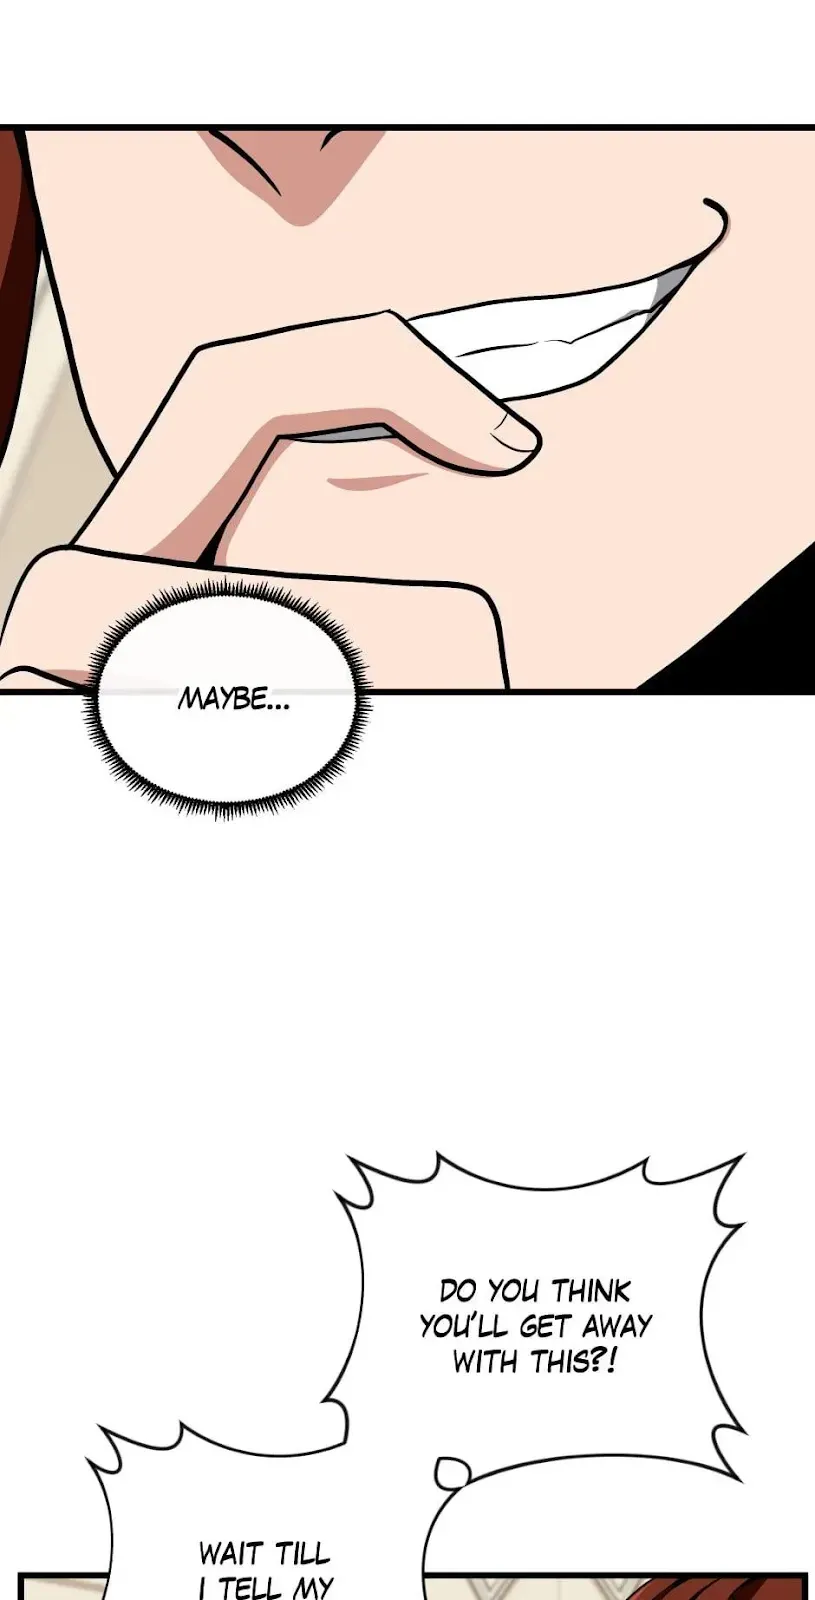 MAYBE...
DO YOU THINK
YOU'LL GET AWAY
WITH THIS?!
WAIT TILL
I TELL MY